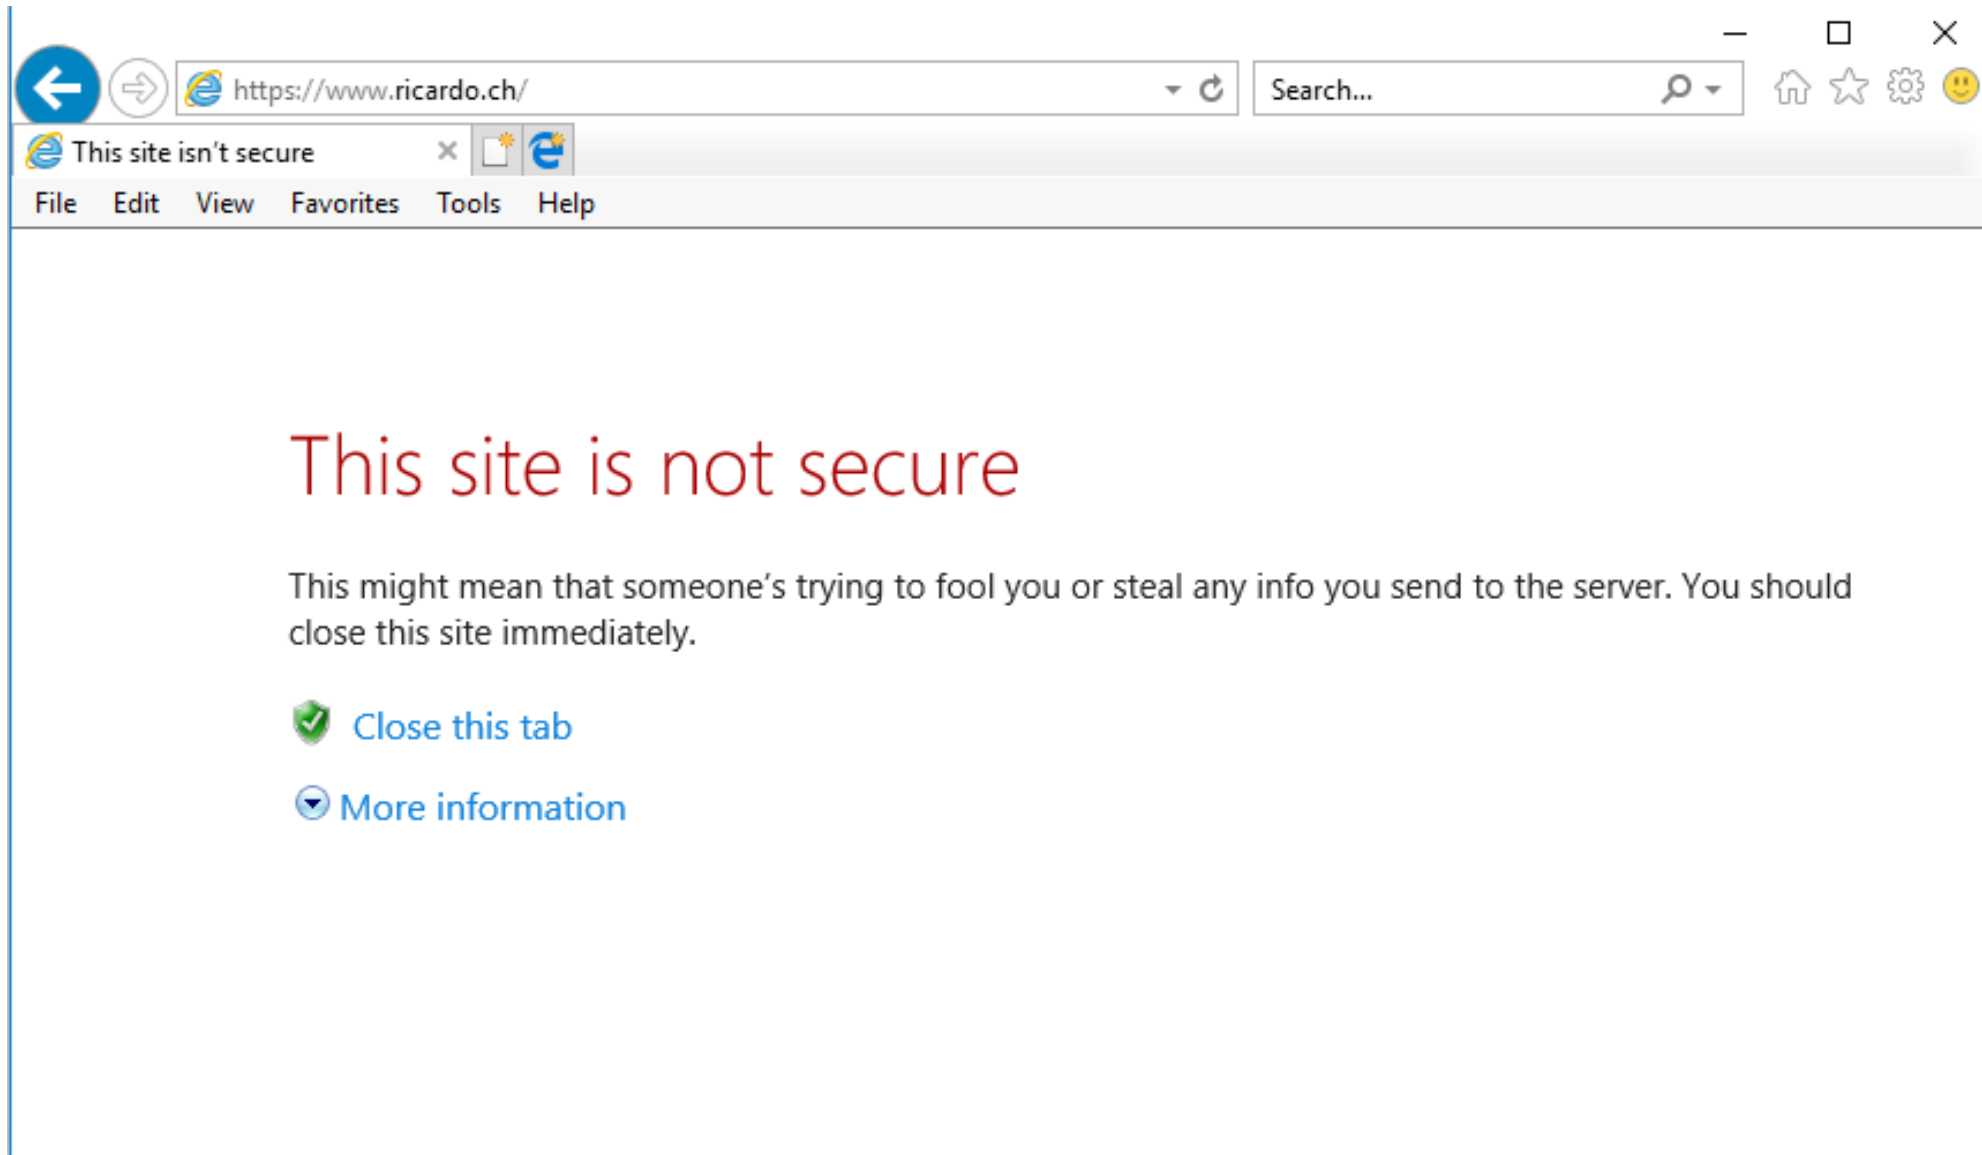 https://www.ricardo.ch/
Search...
This site isn't secure
File Edit View Favorites Tools Help
This site is not secure
This might mean that someone's trying to fool you or steal any info you send to the server. You should
close this site immediately.
Close this tab
More information